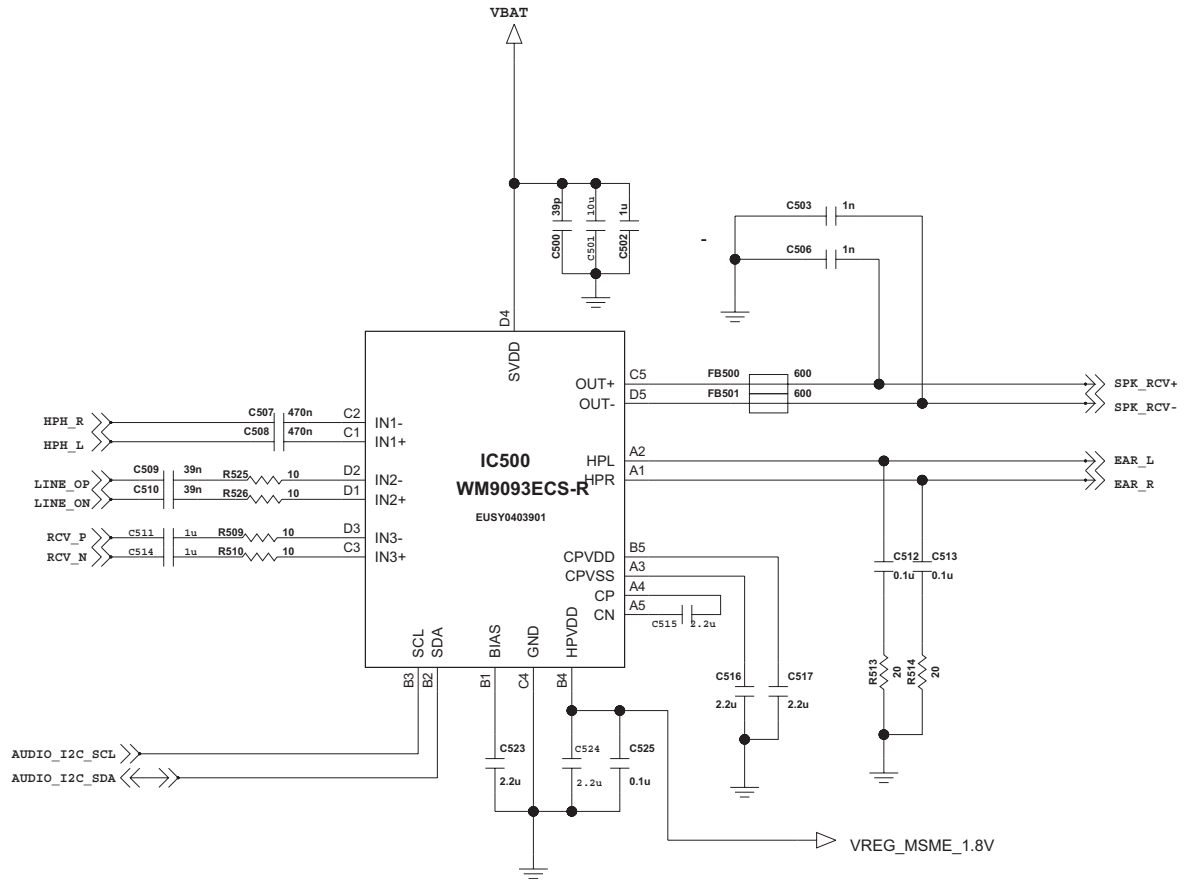 VBAT
39p
10u
1u
C500
C501
C502
C503 1n
C506 1n
-
D4
SVDD
FB500 600
FB501 600
C5
D5
OUT+
OUT-
SPK_RCV+
SPK_RCV-
HPH_R
HPH_L
C507 470n
C508 470n
C2
C1
IN1-
IN1+
LINE_OP
LINE_ON
C509 39n
C510 39n
R525 10
R526 10
D2
D1
IN2-
IN2+
RCV_P
RCV_N
C511 1u
C514 1u
R509 10
R510 10
D3
C3
IN3-
IN3+
IC500
WM9093ECS-R
EUSY0403901
HPL
HPR
A2
A1
EAR_L
EAR_R
CPVDD
CPVSS
CP
CN
B5
A3
A4
A5
C515 2.2u
C512
0.1u
C513
0.1u
R513
20
R514
20
C516
2.2u
C517
2.2u
SCL
SDA
BIAS
GND
HPVDD
B3
B2
B1
C4
B4
AUDIO_I2C_SCL
AUDIO_I2C_SDA
C523
2.2u
C524
2.2u
C525
0.1u
VREG_MSME_1.8V